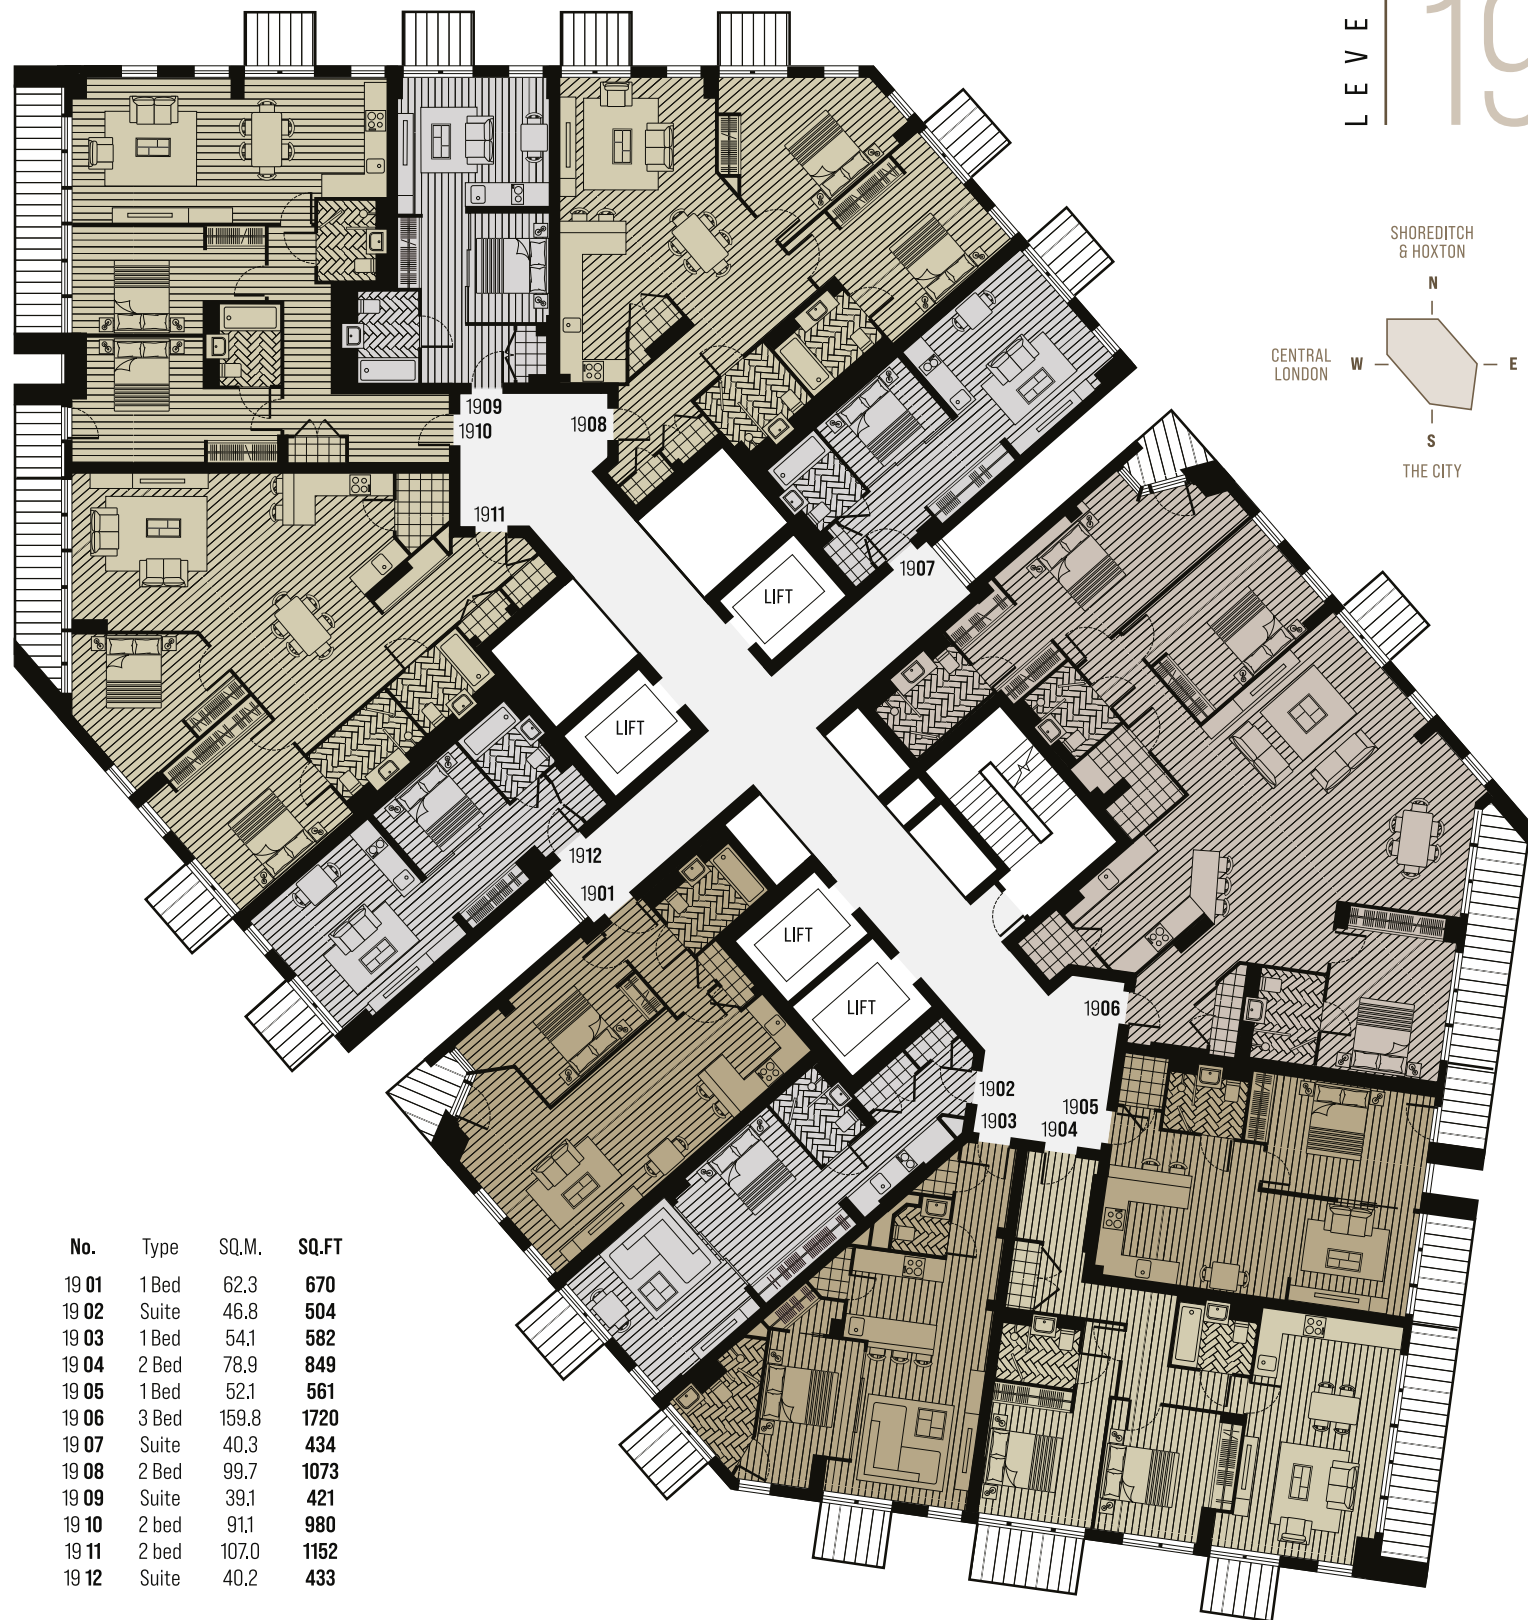 LEVE
19
SHOREDITCH
& HOXTON
N
CENTRAL
LONDON
W
E
S
THE CITY
1909
1910
1908
1911
1907
LIFT
LIFT
1912
1901
LIFT
LIFT
1906
1902
1905
1903
1904
No. Type SQ.M. SQ.FT
19 01 1 Bed 62.3 670
19 02 Suite 46.8 504
19 03 1 Bed 54.1 582
19 04 2 Bed 78.9 849
19 05 1 Bed 52.1 561
19 06 3 Bed 159.8 1720
19 07 Suite 40.3 434
19 08 2 Bed 99.7 1073
19 09 Suite 39.1 421
19 10 2 bed 91.1 980
19 11 2 bed 107.0 1152
19 12 Suite 40.2 433